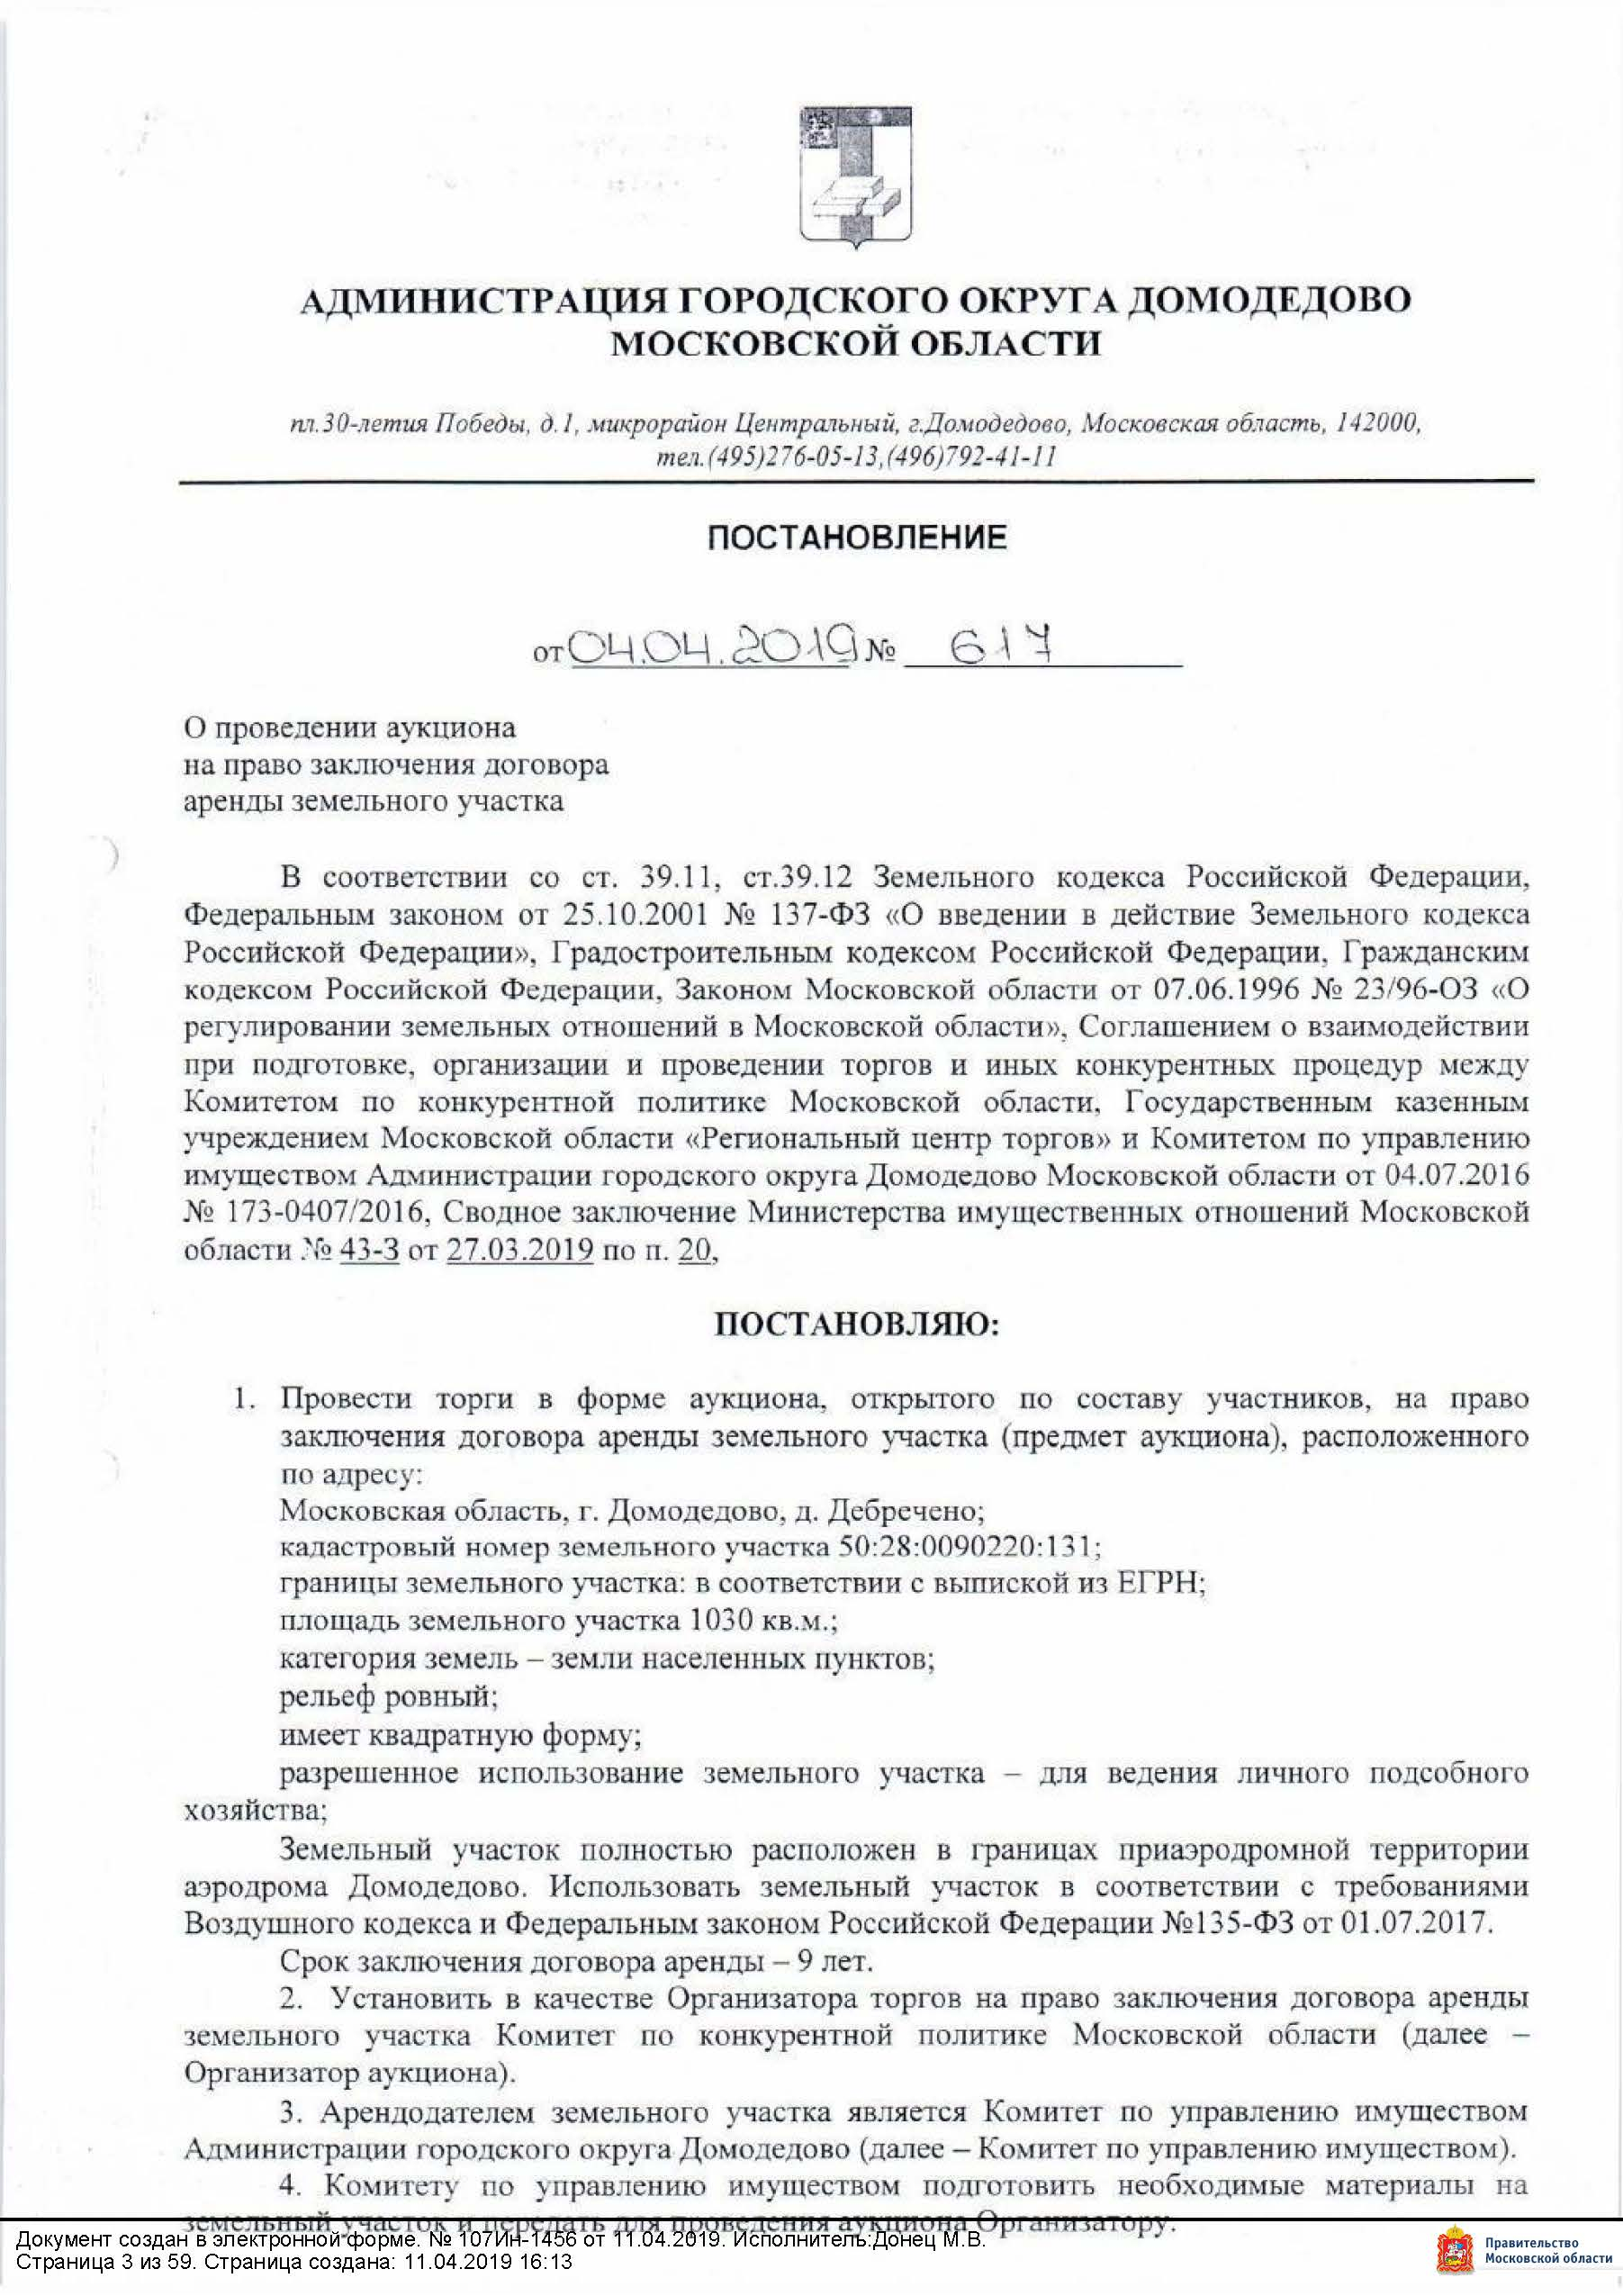 АДМИНИСТРАЦИЯ ГОРОДСКОГО ОКРУГА ДОМОДЕДОВО
МОСКОВСКОЙ ОБЛАСТИ
пл.30-летия Победы, д.1, микрорайон Центральный, г.Домодедово, Московская область, 142000,
тел.(495)276-05-13,(496)792-41-11
ПОСТАНОВЛЕНИЕ
от 04.04.2019 № 617
О проведении аукциона
на право заключения договора
аренды земельного участка
В соответствии со ст. 39.11, ст.39.12 Земельного кодекса Российской Федерации,
Федеральным законом от 25.10.2001 № 137-ФЗ «О введении в действие Земельного кодекса
Российской Федерации», Градостроительным кодексом Российской Федерации, Гражданским
кодексом Российской Федерации, Законом Московской области от 07.06.1996 № 23/96-ОЗ «О
регулировании земельных отношений в Московской области», Соглашением о взаимодействии
при подготовке, организации и проведении торгов и иных конкурентных процедур между
Комитетом по конкурентной политике Московской области, Государственным казенным
учреждением Московской области «Региональный центр торгов» и Комитетом по управлению
имуществом Администрации городского округа Домодедово Московской области от 04.07.2016
№ 173-0407/2016, Сводное заключение Министерства имущественных отношений Московской
области № 43-З от 27.03.2019 по п. 20,
ПОСТАНОВЛЯЮ:
1. Провести торги в форме аукциона, открытого по составу участников, на право
заключения договора аренды земельного участка (предмет аукциона), расположенного
по адресу:
Московская область, г. Домодедово, д. Дебречено;
кадастровый номер земельного участка 50:28:0090220:131;
границы земельного участка: в соответствии с выпиской из ЕГРН;
площадь земельного участка 1030 кв.м.;
категория земель – земли населенных пунктов;
рельеф ровный;
имеет квадратную форму;
разрешенное использование земельного участка – для ведения личного подсобного
хозяйства;
Земельный участок полностью расположен в границах приаэродромной территории
аэродрома Домодедово. Использовать земельный участок в соответствии с требованиями
Воздушного кодекса и Федеральным законом Российской Федерации №135-ФЗ от 01.07.2017.
Срок заключения договора аренды – 9 лет.
2. Установить в качестве Организатора торгов на право заключения договора аренды
земельного участка Комитет по конкурентной политике Московской области (далее –
Организатор аукциона).
3. Арендодателем земельного участка является Комитет по управлению имуществом
Администрации городского округа Домодедово (далее – Комитет по управлению имуществом).
4. Комитету по управлению имуществом подготовить необходимые материалы на
земельный участок и передать для проведения аукциона Организатору.
Документ создан в электронной форме. № 107Ин-1456 от 11.04.2019. Исполнитель:Донец М.В.
Страница 3 из 59. Страница создана: 11.04.2019 16:13
Правительство
Московской области